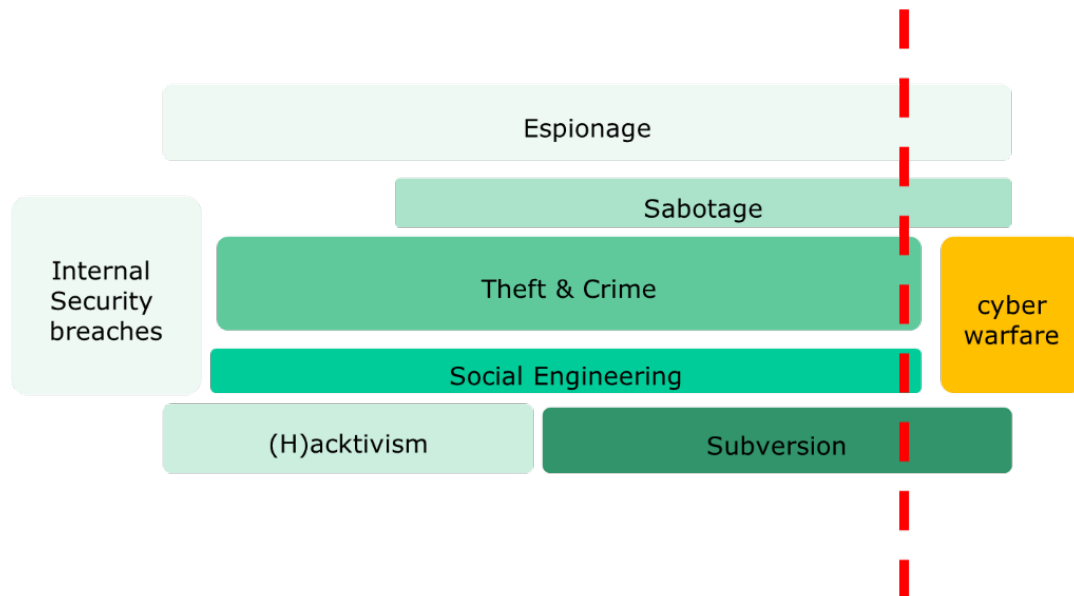 Espionage
Sabotage
Internal
Security
breaches
Theft & Crime
cyber
warfare
Social Engineering
(H)acktivism
Subversion